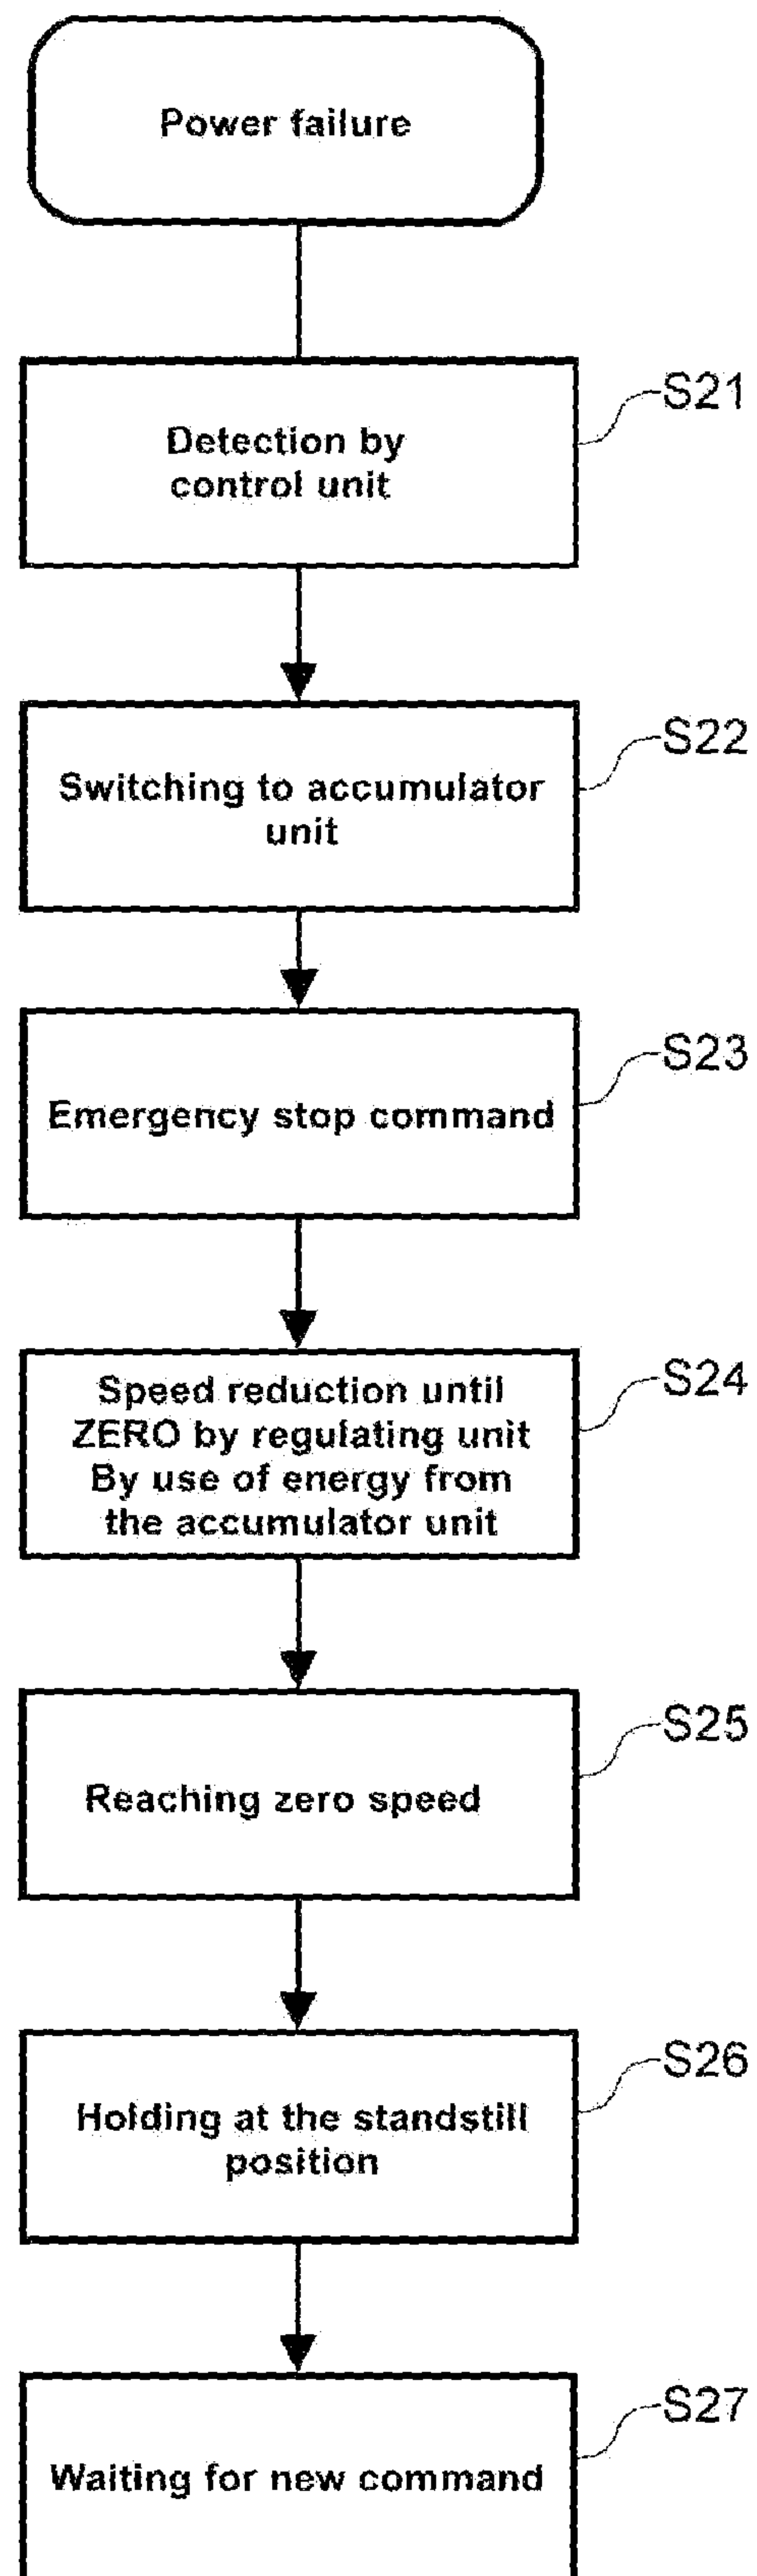 Power failure
S21
Detection by
control unit
S22
Switching to accumulator
unit
S23
Emergency stop command
S24
Speed reduction until
ZERO by regulating unit
By use of energy from
the accumulator unit
S25
Reaching zero speed
S26
Holding at the standstill
position
S27
Waiting for new command